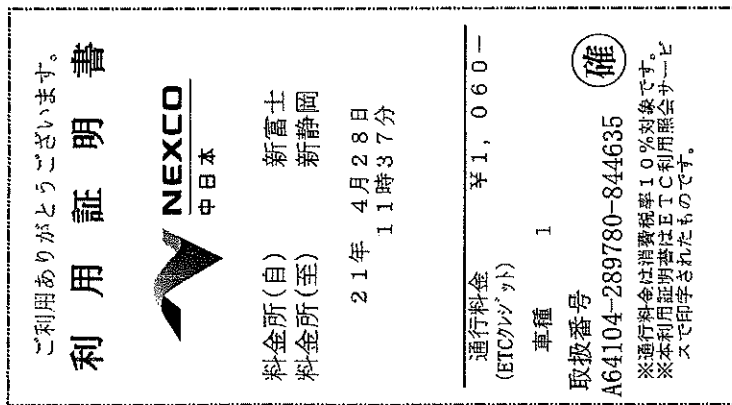 ご利用ありがとうございます。
利用証明書
NEXCO
中日本
料金所(自) 新富士
料金所(至) 新静岡
21年 4月28日
11時37分
通行料金 ¥1,060−
(ETCクレジット)
車種 1
取扱番号
A64104-289780-844635 確
※通行料金は消費税率10%対象です。
※本利用証明書はETC利用照会サービ
スで印字されたものです。